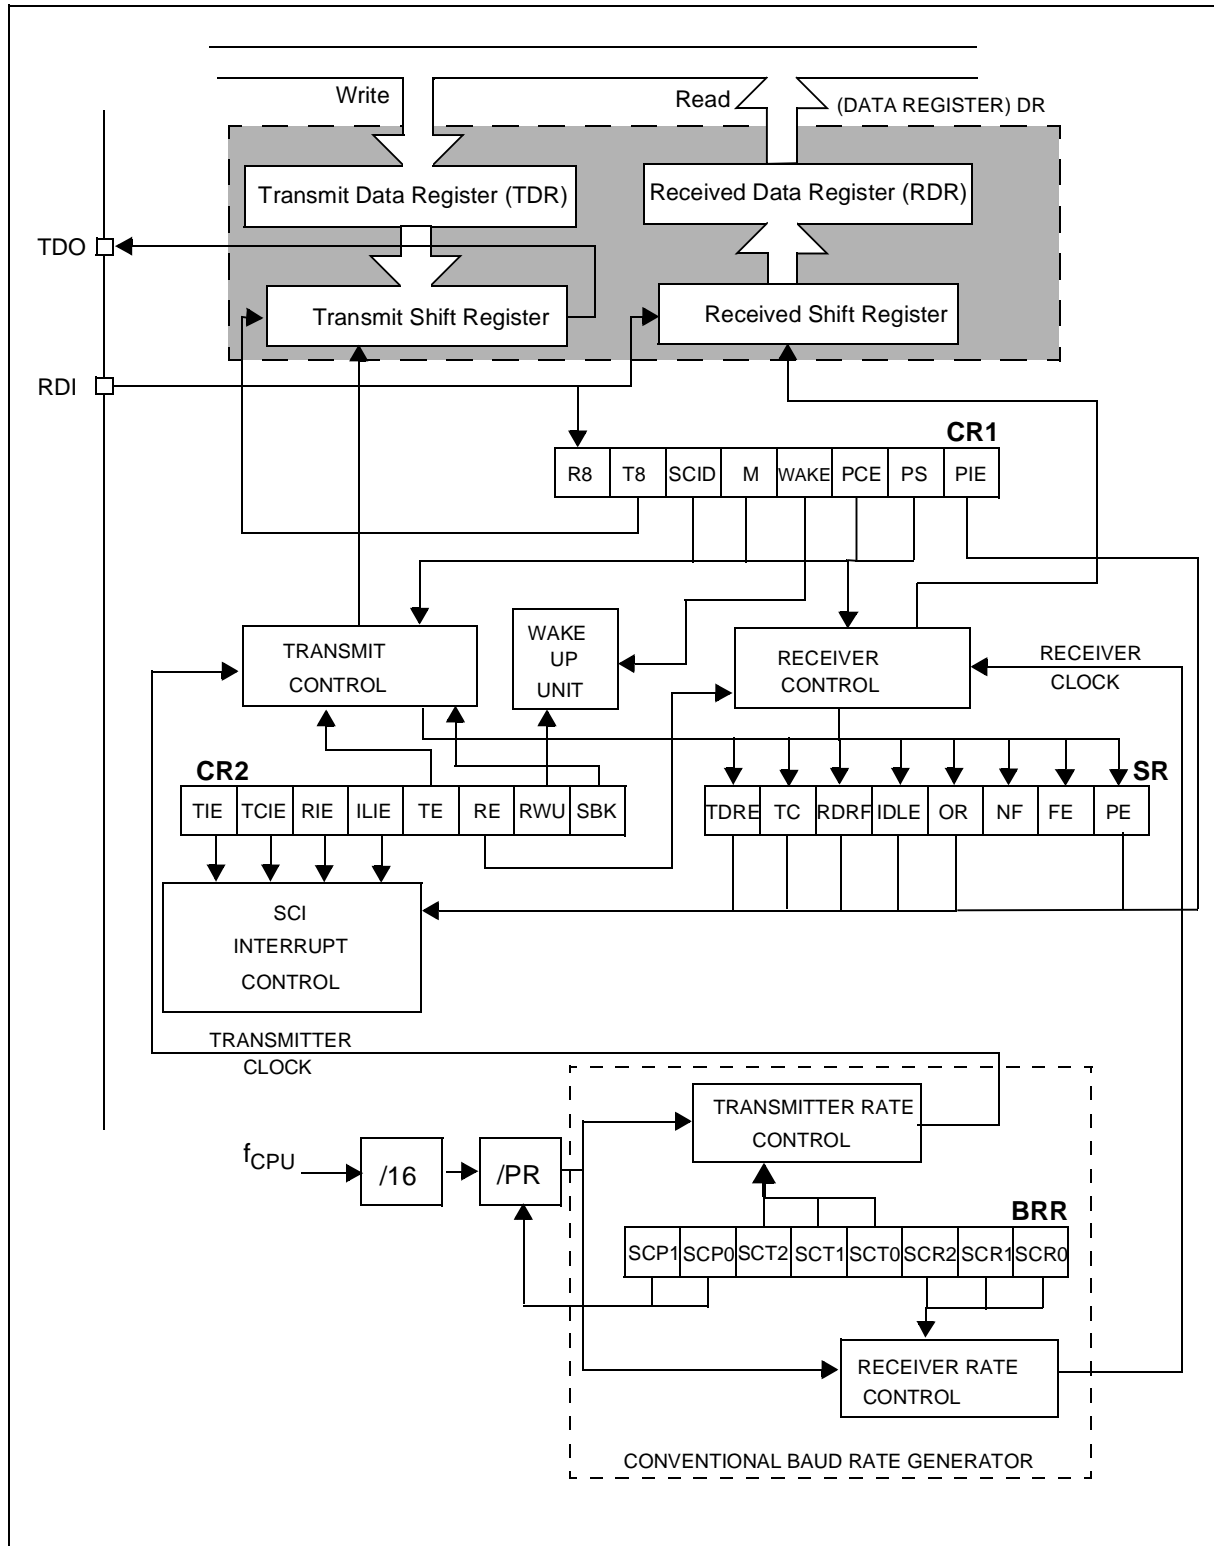 Write
Read
(DATA REGISTER) DR
Transmit Data Register (TDR)
Received Data Register (RDR)
TDO
Transmit Shift Register
Received Shift Register
RDI
CR1
R8 T8 SCID M WAKE PCE PS PIE
TRANSMIT
CONTROL
WAKE
UP
UNIT
RECEIVER
CONTROL
RECEIVER
CLOCK
CR2
TIE TCIE RIE ILIE TE RE RWU SBK
SR
TDRE TC RDRF IDLE OR NF FE PE
SCI
INTERRUPT
CONTROL
TRANSMITTER
CLOCK
TRANSMITTER RATE
CONTROL
fCPU
/16
/PR
BRR
SCP1 SCP0 SCT2 SCT1 SCT0 SCR2 SCR1 SCR0
RECEIVER RATE
CONTROL
CONVENTIONAL BAUD RATE GENERATOR